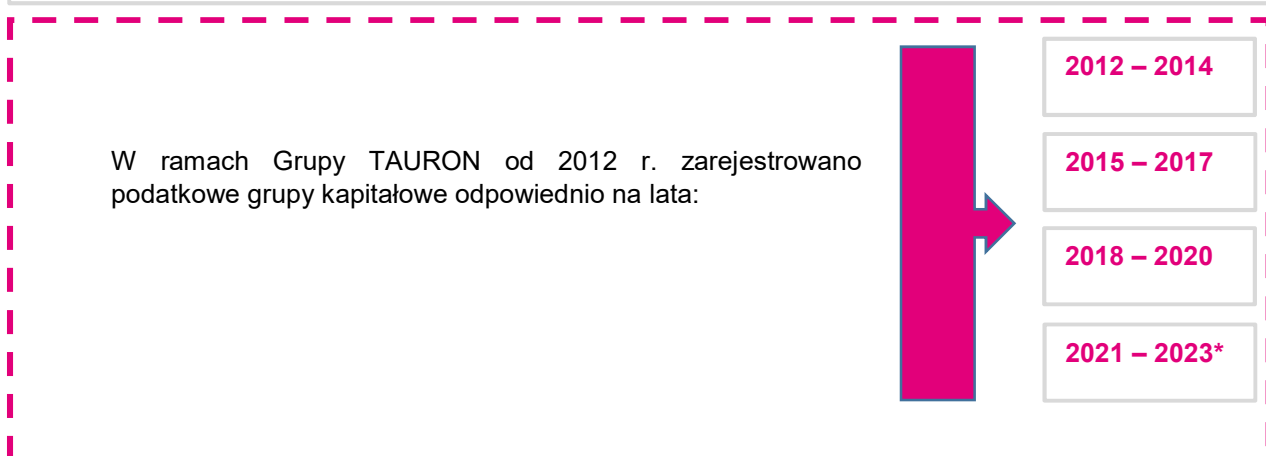 W ramach Grupy TAURON od 2012 r. zarejestrowano
podatkowe grupy kapitałowe odpowiednio na lata:
2012 – 2014
2015 – 2017
2018 – 2020
2021 – 2023*